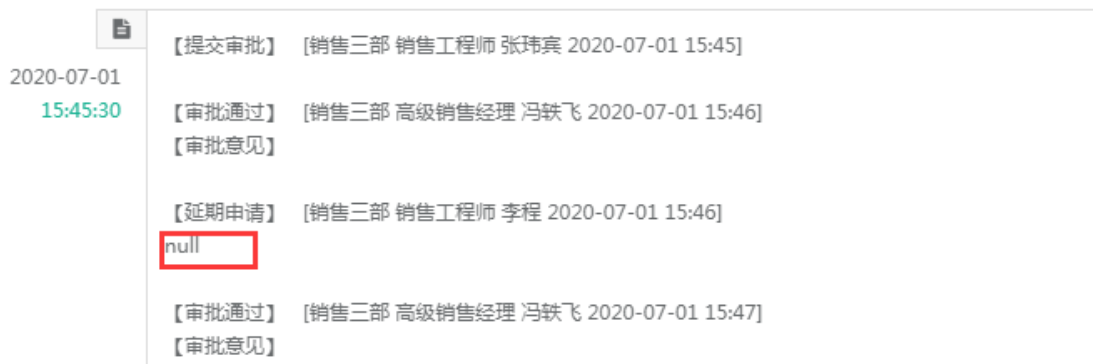 【提交审批】 [销售三部 销售工程师 张玮宾 2020-07-01 15:45]
2020-07-01
15:45:30
【审批通过】 [销售三部 高级销售经理 冯轶飞 2020-07-01 15:46]
【审批意见】
【延期申请】 [销售三部 销售工程师 李程 2020-07-01 15:46]
null
【审批通过】 [销售三部 高级销售经理 冯轶飞 2020-07-01 15:47]
【审批意见】